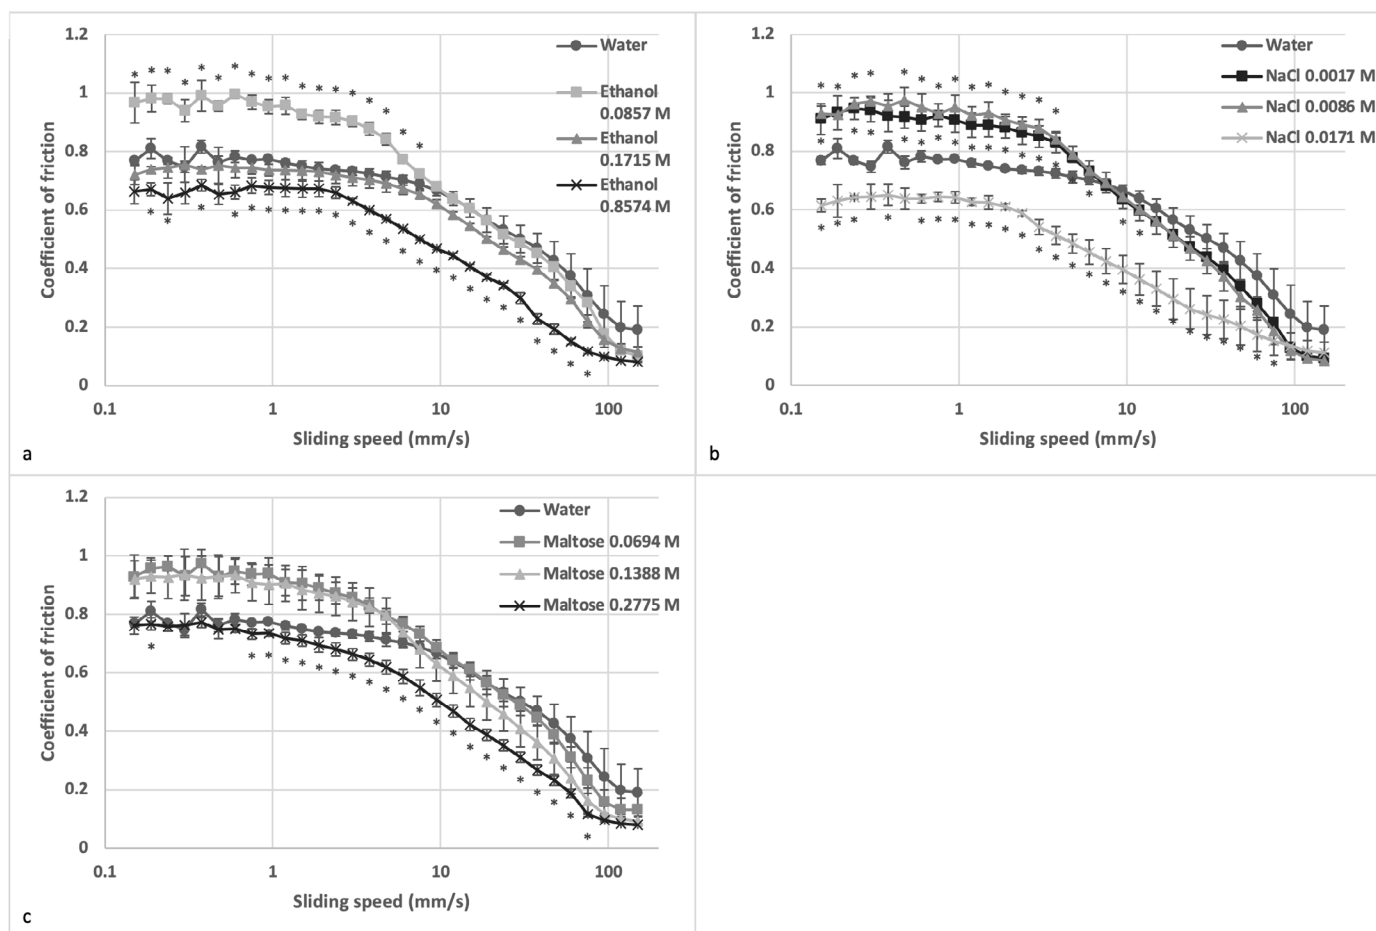 1.2
1
0.8
0.6
0.4
0.2
0
Coefficient of friction
0.1
1
10
100
Sliding speed (mm/s)
Water
Ethanol
0.0857 M
Ethanol
0.1715 M
Ethanol
0.8574 M
a
1.2
1
0.8
0.6
0.4
0.2
0
Coefficient of friction
0.1
1
10
100
Sliding speed (mm/s)
Water
NaCl 0.0017 M
NaCl 0.0086 M
NaCl 0.0171 M
b
1.2
1
0.8
0.6
0.4
0.2
0
Coefficient of friction
0.1
1
10
100
Sliding speed (mm/s)
Water
Maltose 0.0694 M
Maltose 0.1388 M
Maltose 0.2775 M
c